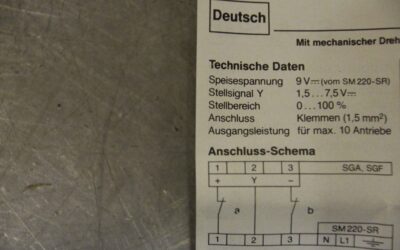 Deutsch
Mit mechanischer Dreh
Technische Daten
Speisespannung 9 V⎓ (vom SM 220-SR)
Stellsignal Y 1,5 ... 7,5 V⎓
Stellbereich 0 ... 100 %
Anschluss Klemmen (1,5 mm²)
Ausgangsleistung für max. 10 Antriebe
Anschluss-Schema
1 2 3 SGA, SGF
+ Y −
a b
SM 220-SR
1 2 3 N L1